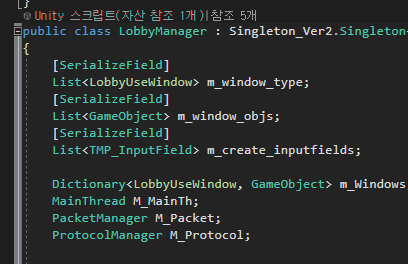 }
Unity 스크립트(자산 참조 1개)|참조 5개
public class LobbyManager : Singleton_Ver2.Singleton
{
[SerializeField]
List<LobbyUseWindow> m_window_type;
[SerializeField]
List<GameObject> m_window_objs;
[SerializeField]
List<TMP_InputField> m_create_inputfields;
Dictionary<LobbyUseWindow, GameObject> m_Windows
MainThread M_MainTh;
PacketManager M_Packet;
ProtocolManager M_Protocol;